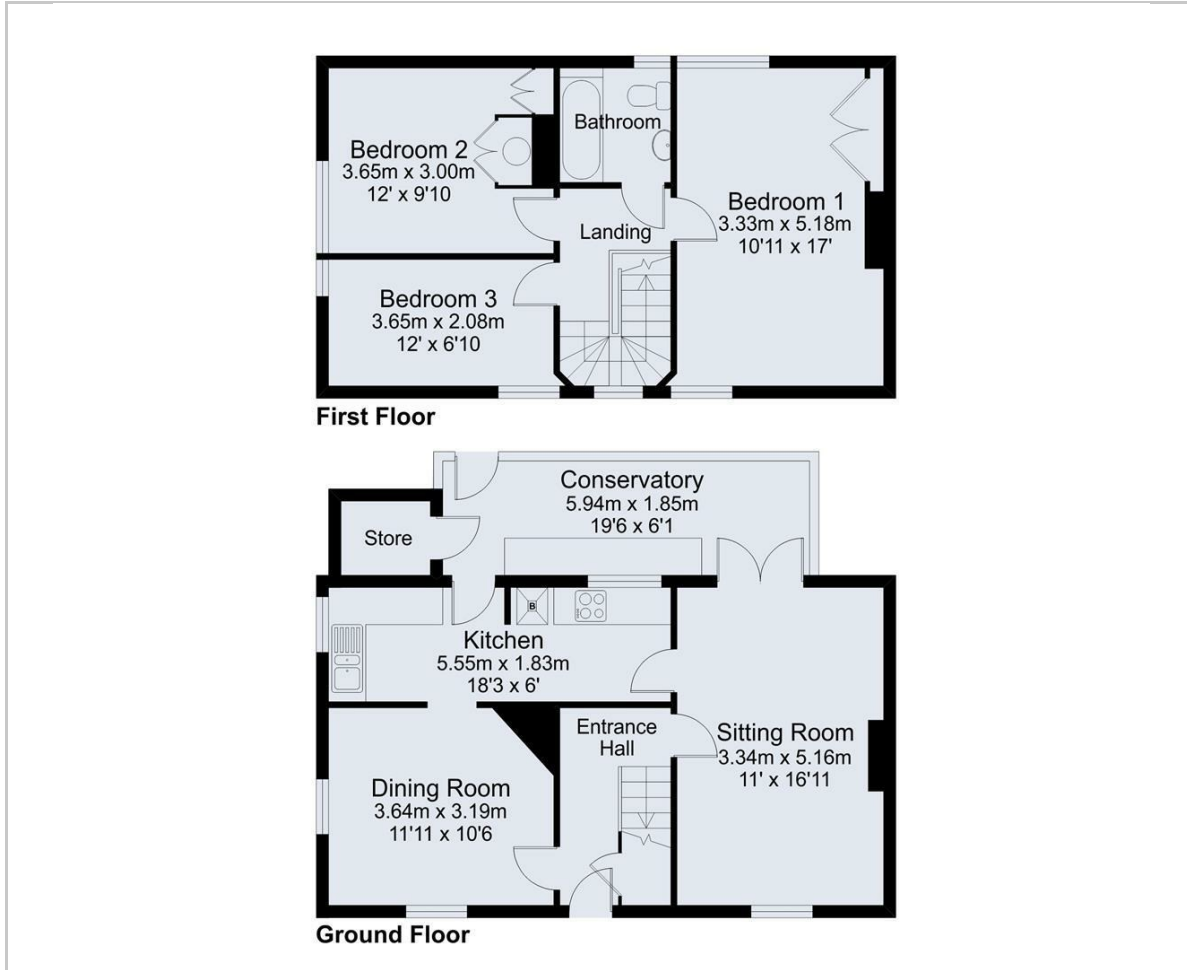 Bedroom 2
3.65m x 3.00m
12' x 9'10
Bathroom
Bedroom 1
3.33m x 5.18m
10'11 x 17'
Landing
Bedroom 3
3.65m x 2.08m
12' x 6'10
First Floor
Conservatory
5.94m x 1.85m
19'6 x 6'1
Store
B
Kitchen
5.55m x 1.83m
18'3 x 6'
Entrance
Hall
Sitting Room
3.34m x 5.16m
11' x 16'11
Dining Room
3.64m x 3.19m
11'11 x 10'6
Ground Floor